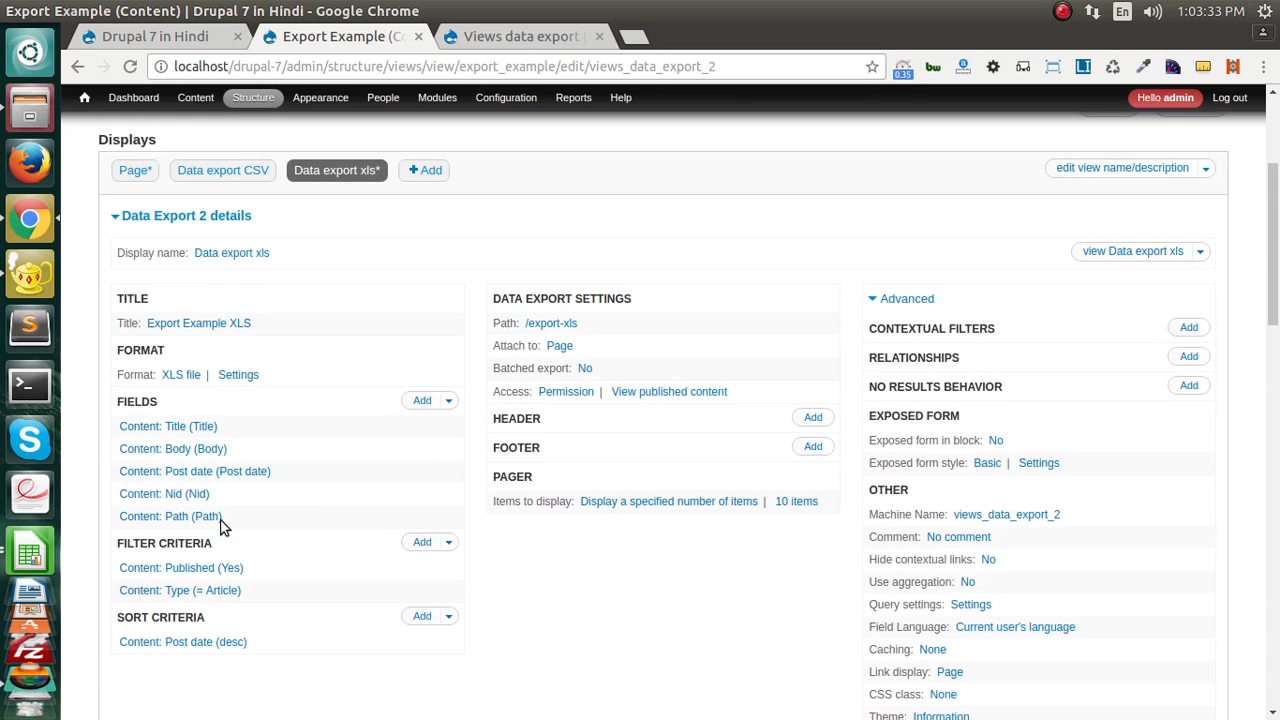 Export Example (Content) | Drupal 7 in Hindi - Google Chrome
En
1:03:33 PM
Drupal 7 in Hindi ×
Export Example (Co ×
Views data export ×
localhost/drupal-7/admin/structure/views/view/export_example/edit/views_data_export_2
0.35
bw
LI
Dashboard Content Structure Appearance People Modules Configuration Reports Help
Hello admin Log out
Displays
Page* Data export CSV Data export xls* Add
edit view name/description
Data Export 2 details
Display name: Data export xls
view Data export xls
TITLE
Title: Export Example XLS
FORMAT
Format: XLS file | Settings
FIELDS Add
Content: Title (Title)
Content: Body (Body)
Content: Post date (Post date)
Content: Nid (Nid)
Content: Path (Path)
FILTER CRITERIA Add
Content: Published (Yes)
Content: Type (= Article)
SORT CRITERIA Add
Content: Post date (desc)
DATA EXPORT SETTINGS
Path: /export-xls
Attach to: Page
Batched export: No
Access: Permission | View published content
HEADER Add
FOOTER Add
PAGER
Items to display: Display a specified number of items | 10 items
Advanced
CONTEXTUAL FILTERS Add
RELATIONSHIPS Add
NO RESULTS BEHAVIOR Add
EXPOSED FORM
Exposed form in block: No
Exposed form style: Basic | Settings
OTHER
Machine Name: views_data_export_2
Comment: No comment
Hide contextual links: No
Use aggregation: No
Query settings: Settings
Field Language: Current user's language
Caching: None
Link display: Page
CSS class: None
Theme: Information